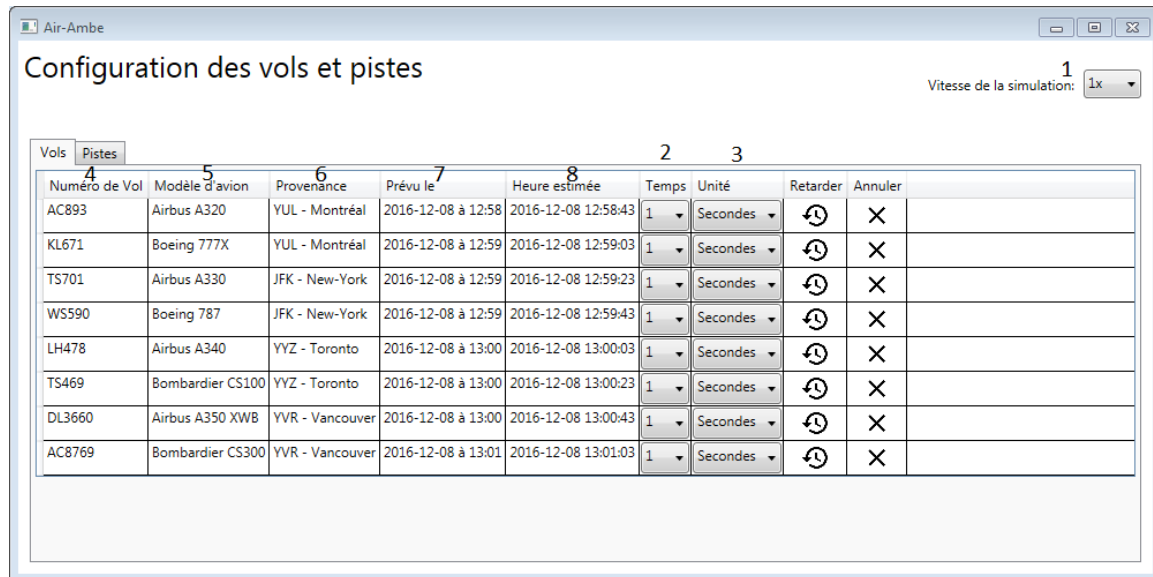 Air-Ambe
Configuration des vols et pistes
1
Vitesse de la simulation: 1x
Vols Pistes 2 3
4 5 6 7 8
Numéro de Vol Modèle d'avion Provenance Prévu le Heure estimée Temps Unité Retarder Annuler
AC893 Airbus A320 YUL - Montréal 2016-12-08 à 12:58 2016-12-08 12:58:43 1 Secondes
KL671 Boeing 777X YUL - Montréal 2016-12-08 à 12:59 2016-12-08 12:59:03 1 Secondes
TS701 Airbus A330 JFK - New-York 2016-12-08 à 12:59 2016-12-08 12:59:23 1 Secondes
WS590 Boeing 787 JFK - New-York 2016-12-08 à 12:59 2016-12-08 12:59:43 1 Secondes
LH478 Airbus A340 YYZ - Toronto 2016-12-08 à 13:00 2016-12-08 13:00:03 1 Secondes
TS469 Bombardier CS100 YYZ - Toronto 2016-12-08 à 13:00 2016-12-08 13:00:23 1 Secondes
DL3660 Airbus A350 XWB YVR - Vancouver 2016-12-08 à 13:00 2016-12-08 13:00:43 1 Secondes
AC8769 Bombardier CS300 YVR - Vancouver 2016-12-08 à 13:01 2016-12-08 13:01:03 1 Secondes